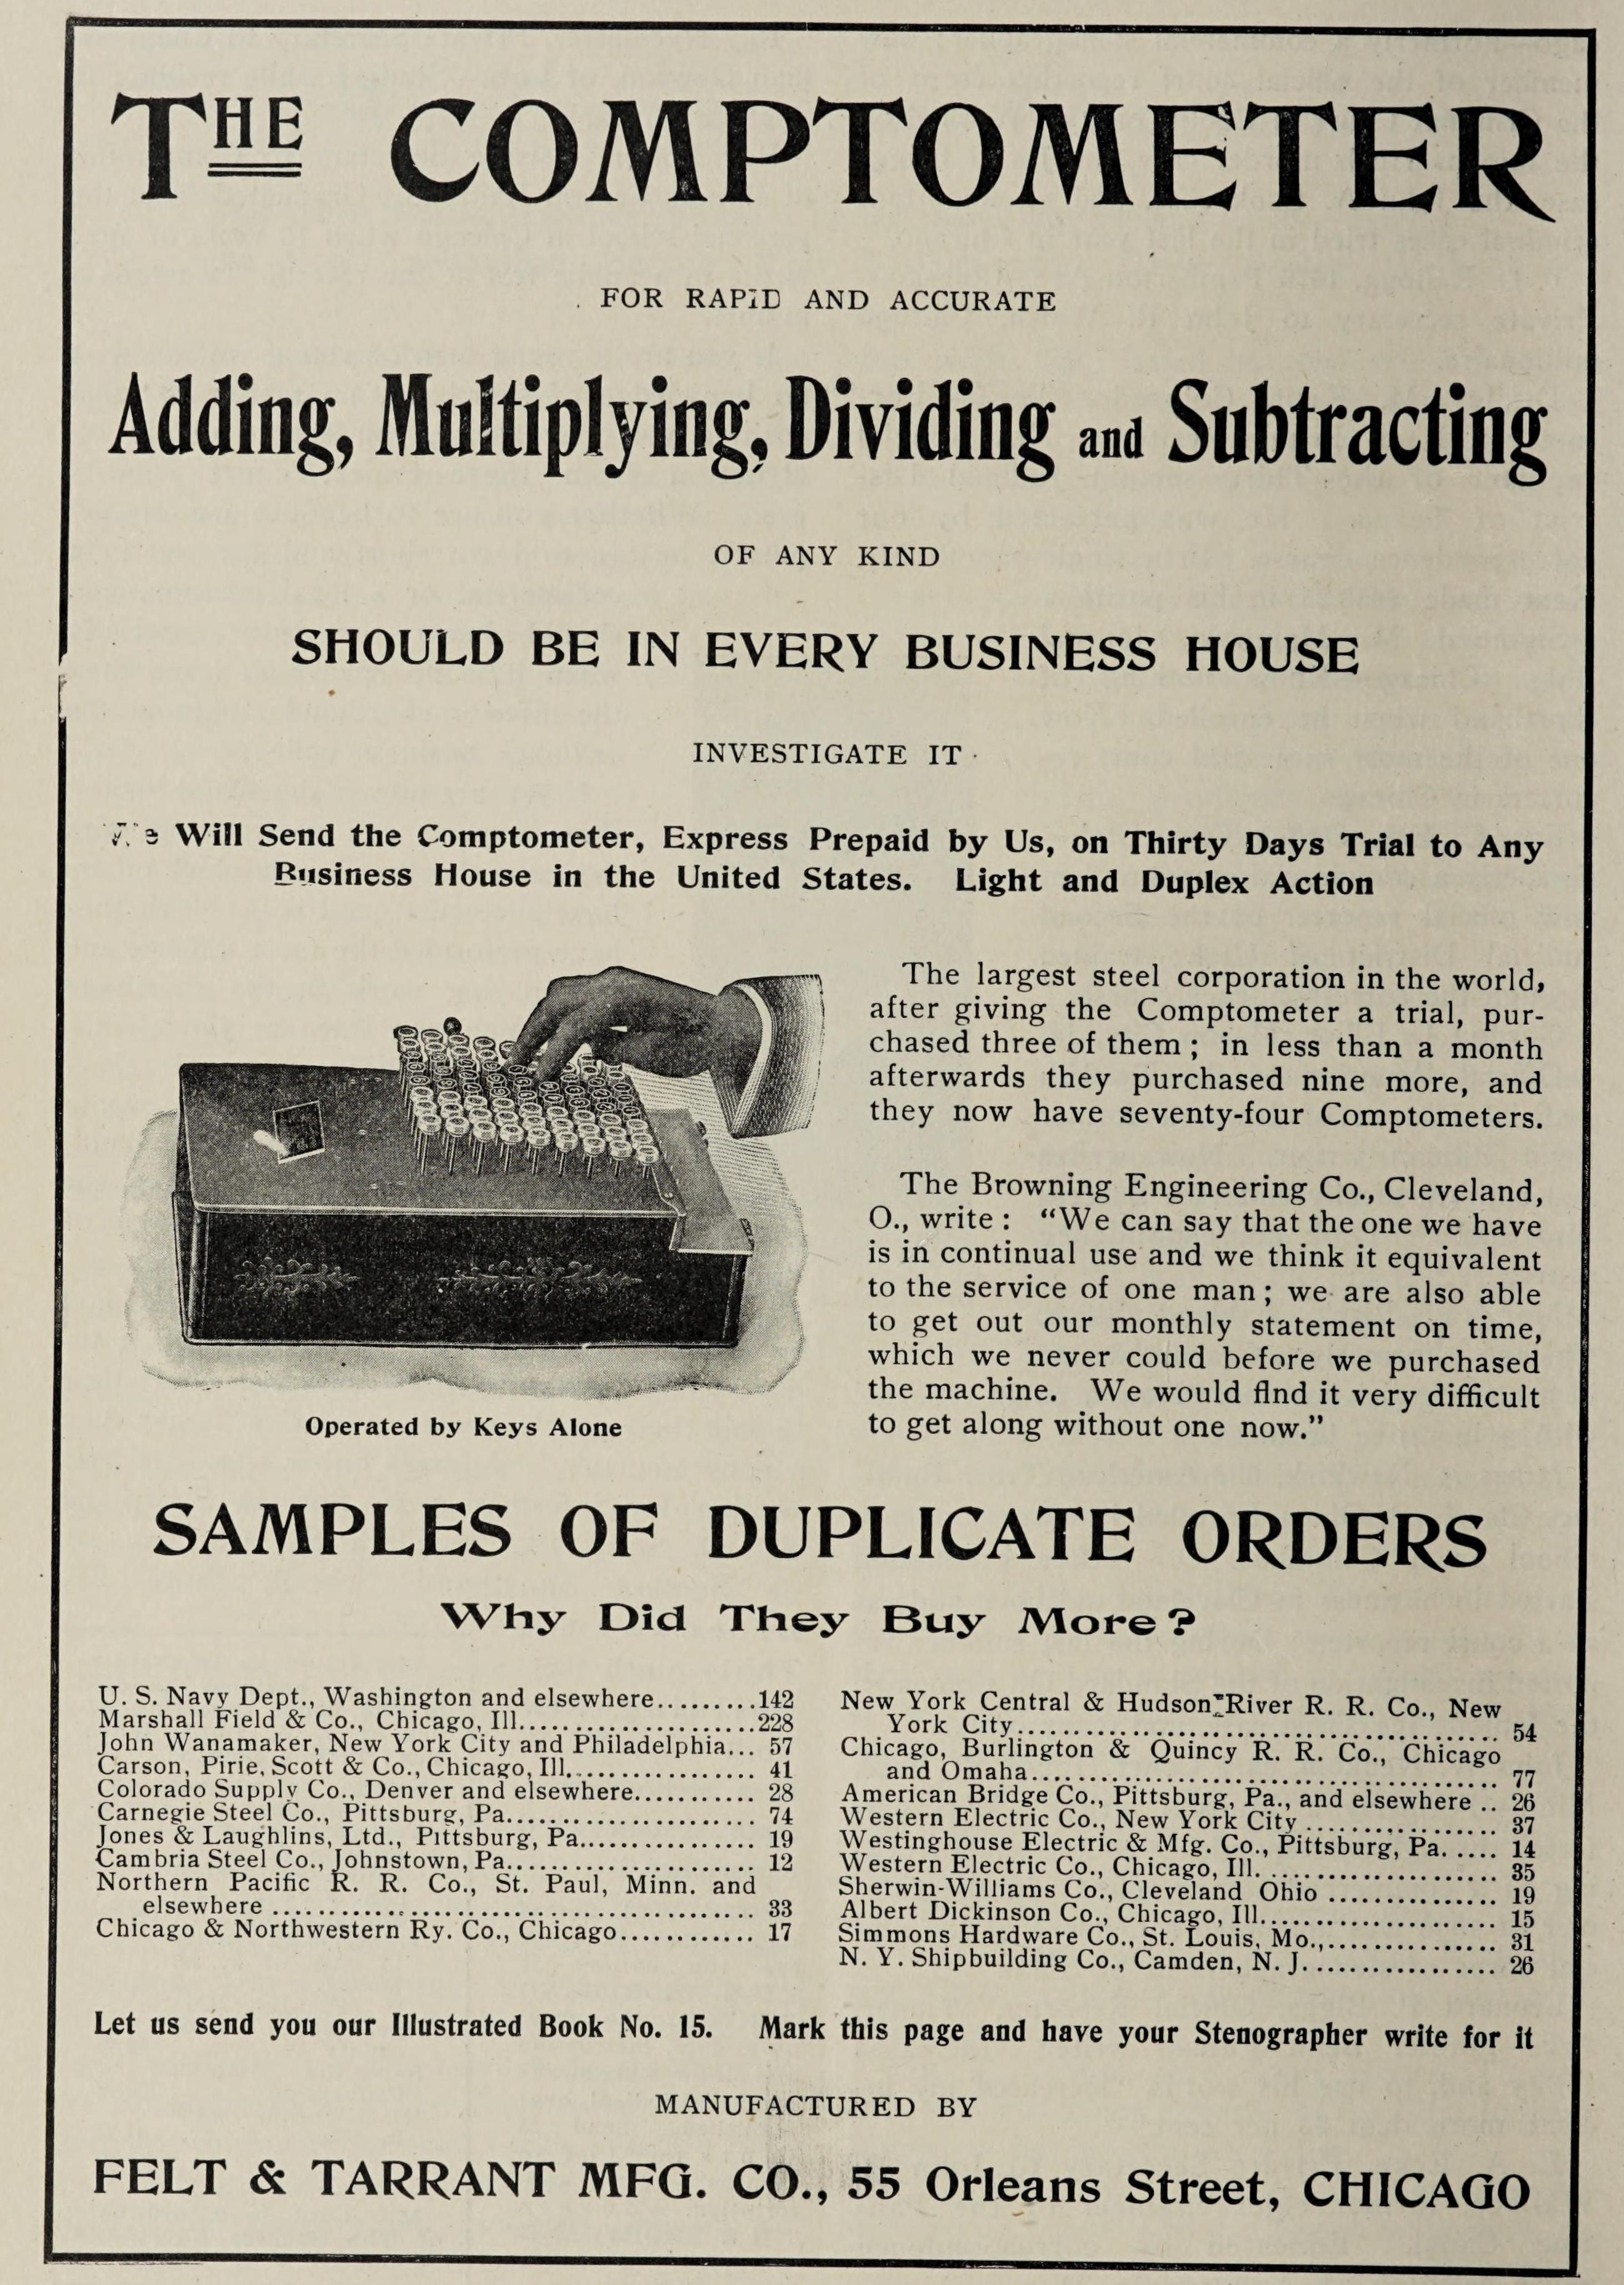 THE COMPTOMETER
FOR RAPID AND ACCURATE
Adding, Multiplying, Dividing and Subtracting
OF ANY KIND
SHOULD BE IN EVERY BUSINESS HOUSE
INVESTIGATE IT
We Will Send the Comptometer, Express Prepaid by Us, on Thirty Days Trial to Any
Business House in the United States. Light and Duplex Action
The largest steel corporation in the world,
after giving the Comptometer a trial, pur-
chased three of them; in less than a month
afterwards they purchased nine more, and
they now have seventy-four Comptometers.
The Browning Engineering Co., Cleveland,
O., write: “We can say that the one we have
is in continual use and we think it equivalent
to the service of one man; we are also able
to get out our monthly statement on time,
which we never could before we purchased
the machine. We would find it very difficult
to get along without one now.”
Operated by Keys Alone
SAMPLES OF DUPLICATE ORDERS
Why Did They Buy More?
U. S. Navy Dept., Washington and elsewhere..........142
Marshall Field & Co., Chicago, Ill........................228
John Wanamaker, New York City and Philadelphia... 57
Carson, Pirie, Scott & Co., Chicago, Ill.................. 41
Colorado Supply Co., Denver and elsewhere............ 28
Carnegie Steel Co., Pittsburg, Pa......................... 74
Jones & Laughlins, Ltd., Pittsburg, Pa.................. 19
Cambria Steel Co., Johnstown, Pa......................... 12
Northern Pacific R. R. Co., St. Paul, Minn. and
elsewhere ................................................ 33
Chicago & Northwestern Ry. Co., Chicago............. 17
New York Central & Hudson River R. R. Co., New
York City................................................ 54
Chicago, Burlington & Quincy R. R. Co., Chicago
and Omaha............................................... 77
American Bridge Co., Pittsburg, Pa., and elsewhere .. 26
Western Electric Co., New York City .................. 37
Westinghouse Electric & Mfg. Co., Pittsburg, Pa. .... 14
Western Electric Co., Chicago, Ill. ...................... 35
Sherwin-Williams Co., Cleveland Ohio ................ 19
Albert Dickinson Co., Chicago, Ill........................ 15
Simmons Hardware Co., St. Louis, Mo.,................ 31
N. Y. Shipbuilding Co., Camden, N. J. .................. 26
Let us send you our Illustrated Book No. 15. Mark this page and have your Stenographer write for it
MANUFACTURED BY
FELT & TARRANT MFG. CO., 55 Orleans Street, CHICAGO